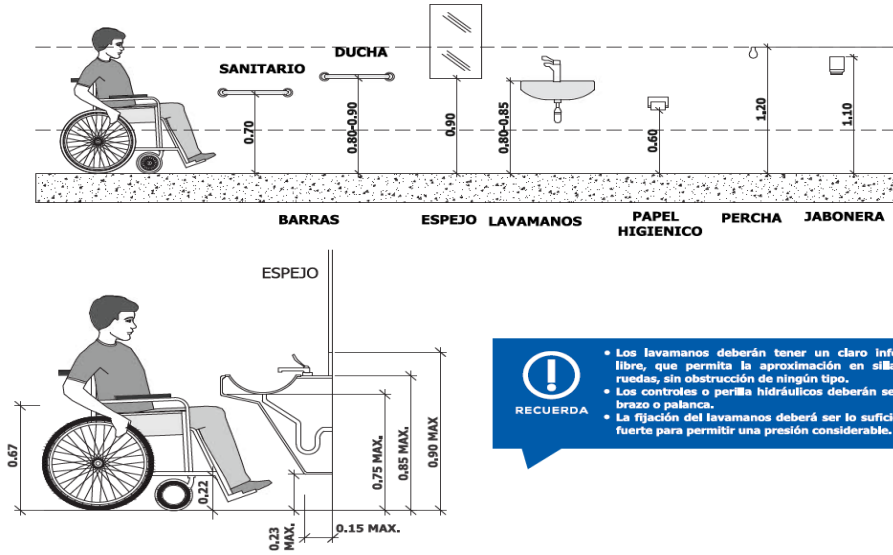 DUCHA
SANITARIO
0.70
0.80-0.90
0.90
0.80-0.85
0.60
1.20
1.10
BARRAS
ESPEJO
LAVAMANOS
PAPEL
HIGIENICO
PERCHA
JABONERA
ESPEJO
0.67
0.22
0.23
MAX.
0.15 MAX.
0.75 MAX.
0.85 MAX.
0.90 MAX
RECUERDA
• Los lavamanos deberán tener un claro
libre, que permita la aproximación en
ruedas, sin obstrucción de ningún tipo.
• Los controles o perilla hidráulicos deberán
brazo o palanca.
• La fijación del lavamanos deberá ser lo
fuerte para permitir una presión considerable.